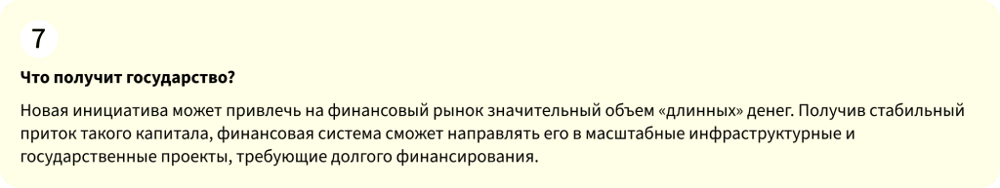 7
Что получит государство?
Новая инициатива может привлечь на финансовый рынок значительный объем «длинных» денег. Получив стабильный
приток такого капитала, финансовая система сможет направлять его в масштабные инфраструктурные и
государственные проекты, требующие долгого финансирования.